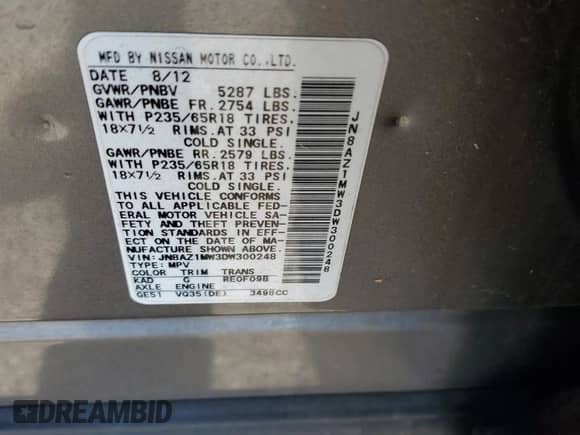 MFD BY NISSAN MOTOR CO.,LTD.
DATE 8/12
GVWR/PNBV 5287 LBS.
GAWR/PNBE FR. 2754 LBS.
WITH P235/65R18 TIRES.
18X7½ RIMS. AT 33 PSI
COLD SINGLE.
GAWR/PNBE RR. 2579 LBS.
WITH P235/65R18 TIRES.
18X7½ RIMS. AT 33 PSI
COLD SINGLE.
THIS VEHICLE CONFORMS
TO ALL APPLICABLE FED-
ERAL MOTOR VEHICLE SA-
FETY AND THEFT PREVEN-
TION STANDARDS IN EFF-
ECT ON THE DATE OF MA-
NUFACTURE SHOWN ABOVE.
VIN: JN8AZ1MW3DW300248
TYPE: MPV
COLOR TRIM TRANS
KAD G RE0F09B
AXLE ENGINE
GE51 VQ35(DE) 3498CC
JN8AZ1MW3DW300248
DREAMBID